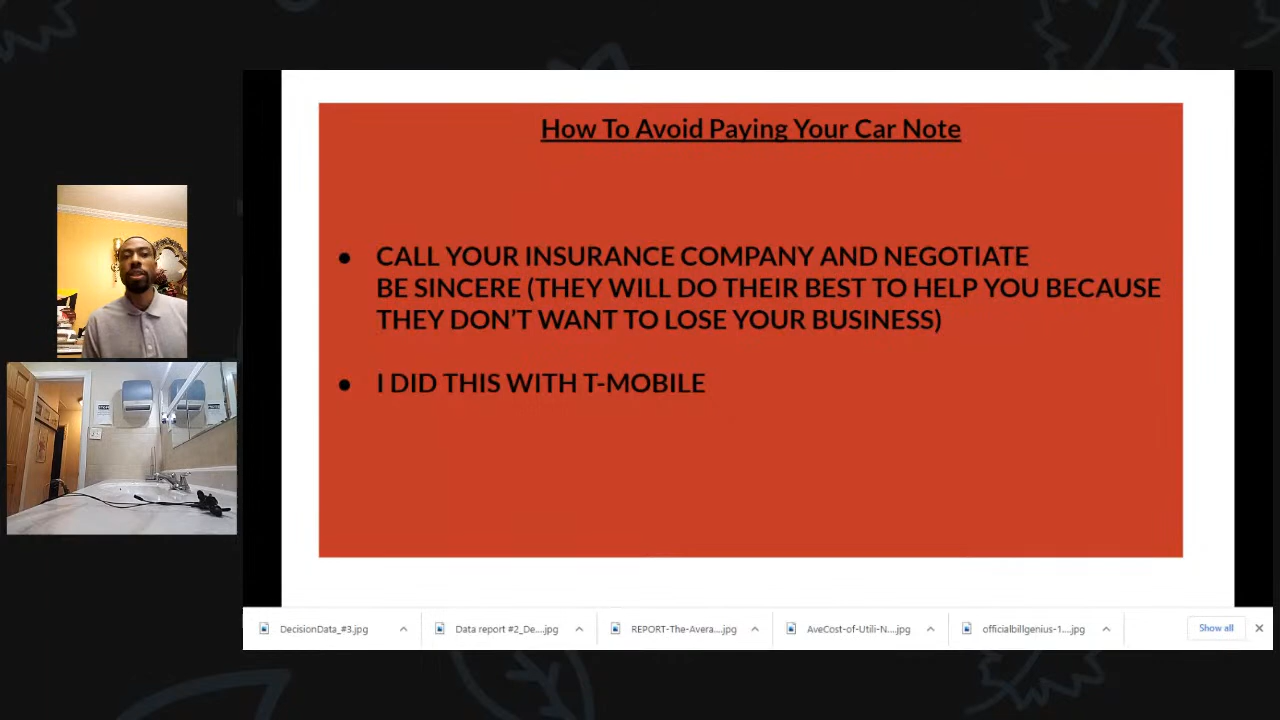 How To Avoid Paying Your Car Note
● CALL YOUR INSURANCE COMPANY AND NEGOTIATE
BE SINCERE (THEY WILL DO THEIR BEST TO HELP YOU BECAUSE
THEY DON'T WANT TO LOSE YOUR BUSINESS)
● I DID THIS WITH T-MOBILE
DecisionData_#3.jpg
Data report #2_De....jpg
REPORT-The-Avera....jpg
AveCost-of-Utili-N....jpg
officialbillgenius-1....jpg
Show all